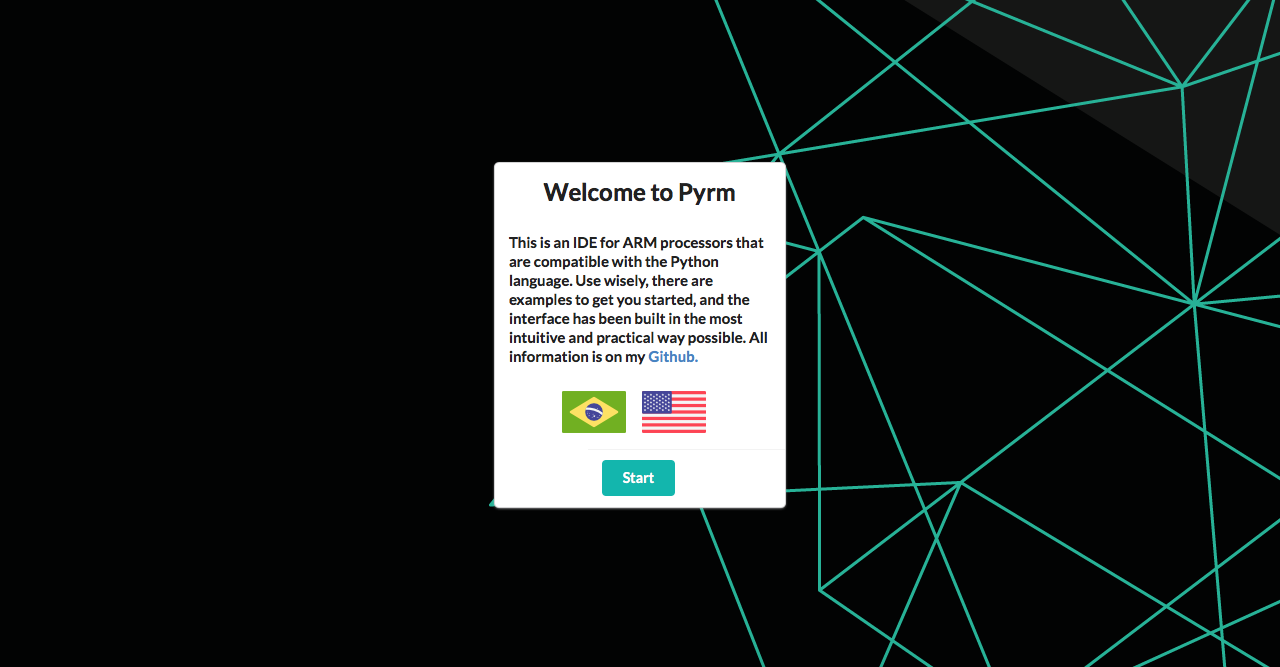 Welcome to Pyrm
This is an IDE for ARM processors that
are compatible with the Python
language. Use wisely, there are
examples to get you started, and the
interface has been built in the most
intuitive and practical way possible. All
information is on my Github.
Start